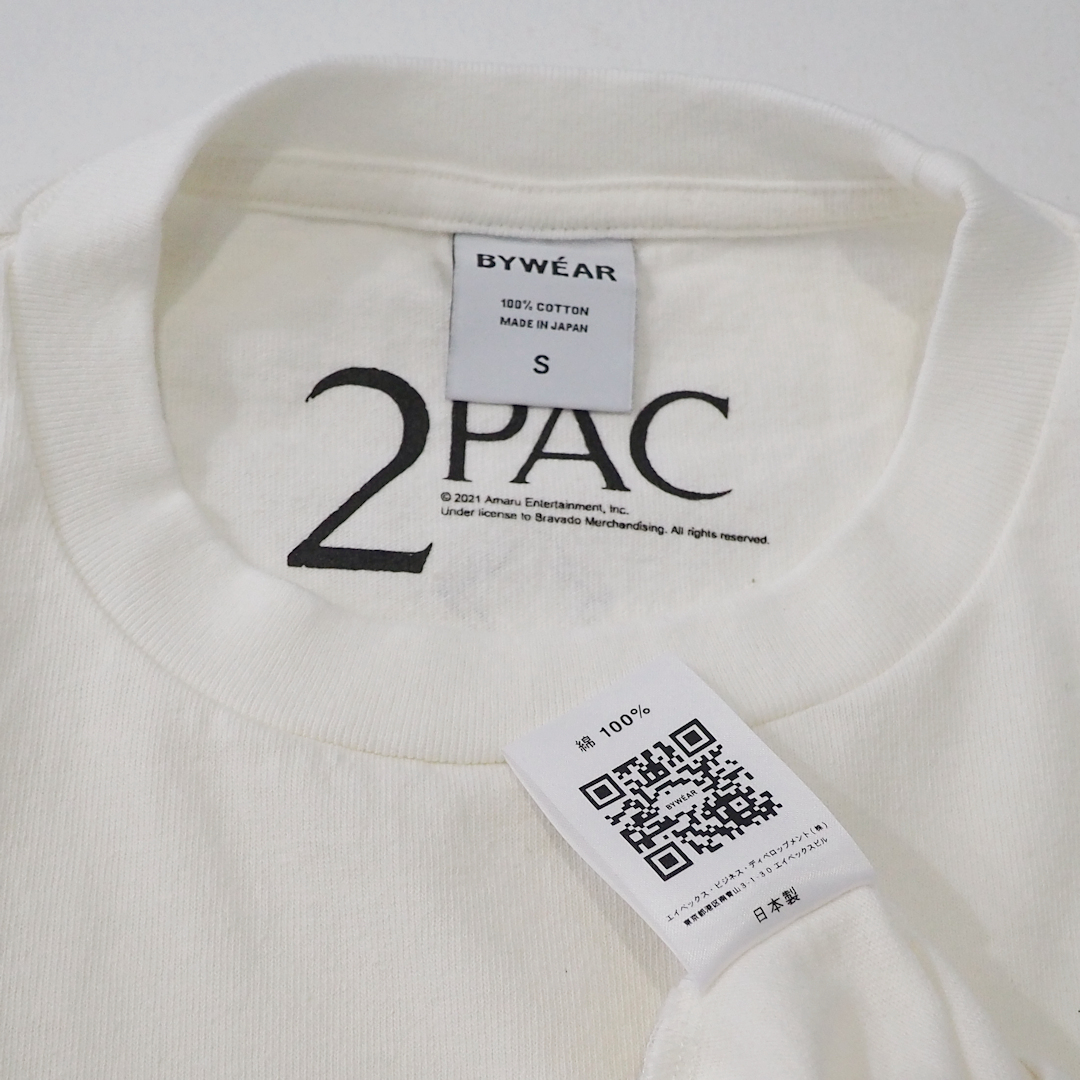 BYWÉAR
100% COTTON
MADE IN JAPAN
S
2PAC
© 2021 Amaru Entertainment, Inc.
Under license to Bravado Merchandising. All rights reserved.
綿 100%
BYWÉAR
エイベックス・ビジネス・ディベロップメント(株)
東京都港区南青山3-1-30 エイベックスビル
日本製